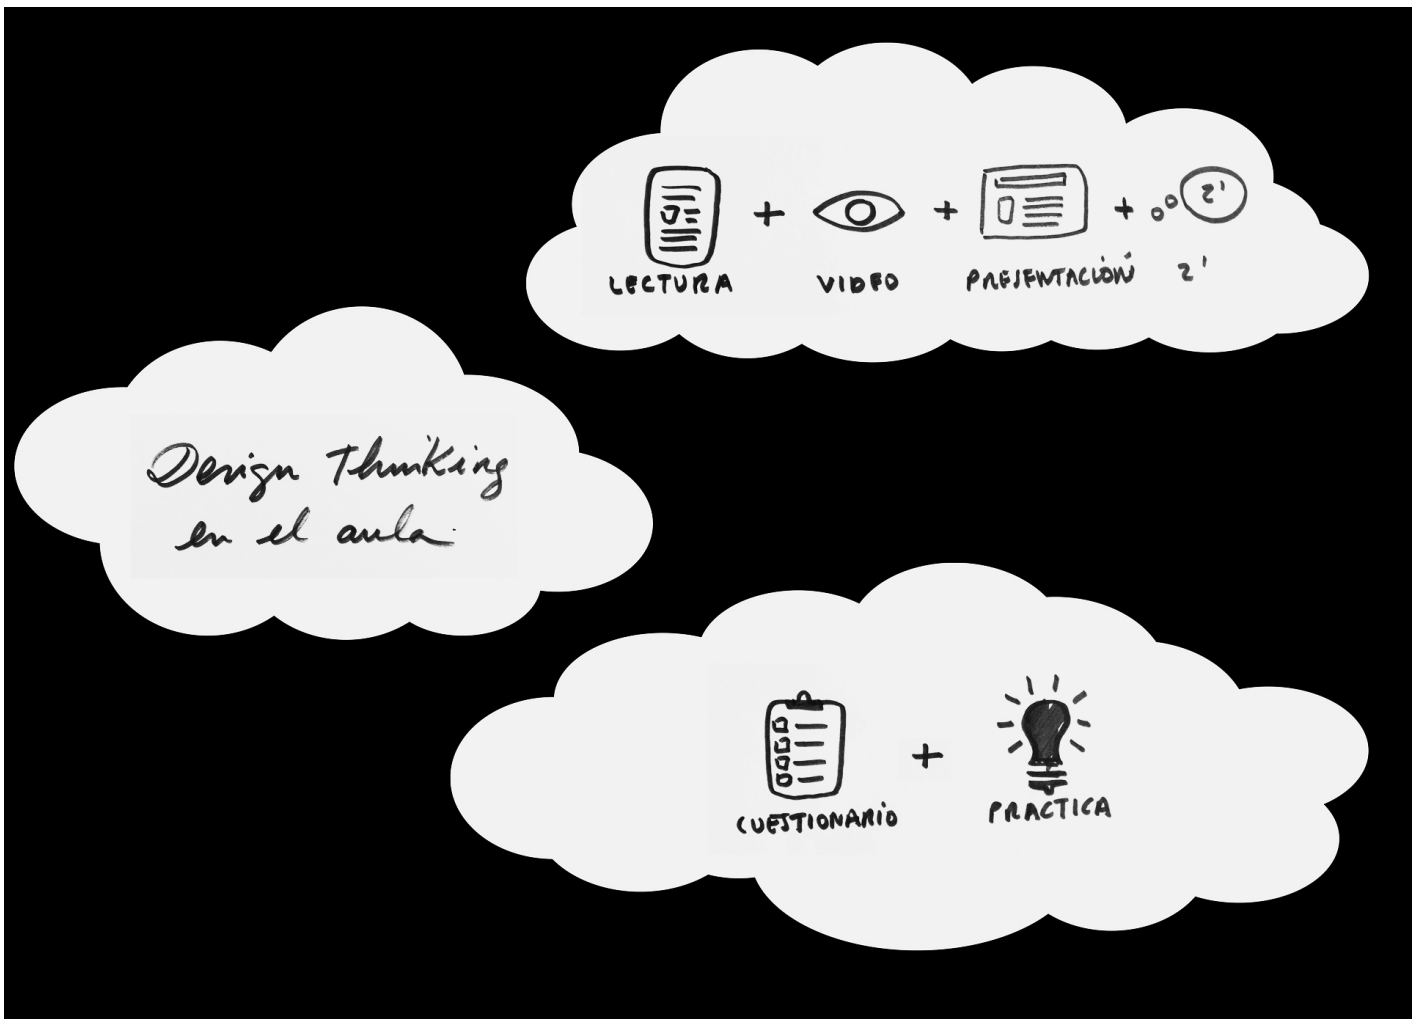 2'
LECTURA + VIDEO + PRESENTACIÓN + 2'
Design Thinking
en el aula
CUESTIONARIO + PRACTICA